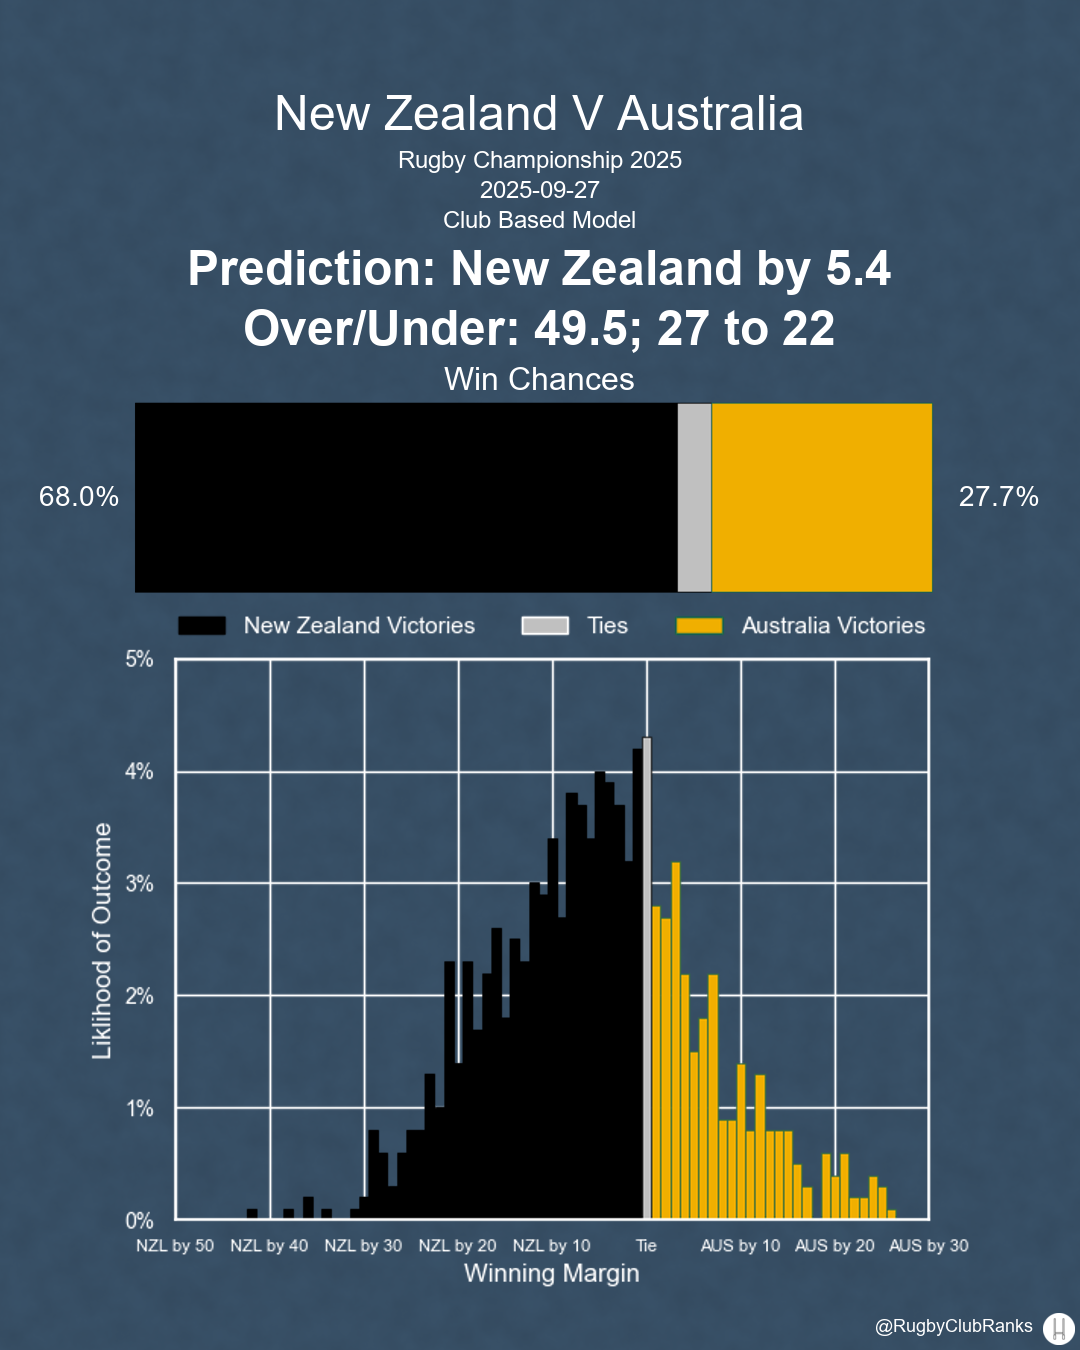 New Zealand V Australia
Rugby Championship 2025
2025-09-27
Club Based Model
Prediction: New Zealand by 5.4
Over/Under: 49.5; 27 to 22
Win Chances
68.0%
27.7%
New Zealand Victories
Ties
Australia Victories
5%
4%
3%
2%
1%
0%
Liklihood of Outcome
NZL by 50
NZL by 40
NZL by 30
NZL by 20
NZL by 10
Tie
AUS by 10
AUS by 20
AUS by 30
Winning Margin
@RugbyClubRanks